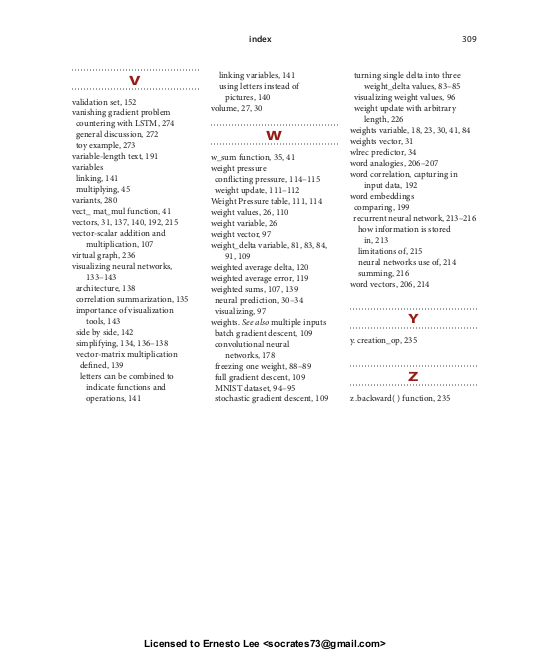 index
309
V
validation set, 152
vanishing gradient problem
countering with LSTM, 274
general discussion, 272
toy example, 273
variable-length text, 191
variables
linking, 141
multiplying, 45
variants, 280
vect_ mat_mul function, 41
vectors, 31, 137, 140, 192, 215
vector-scalar addition and
multiplication, 107
virtual graph, 236
visualizing neural networks,
133–143
architecture, 138
correlation summarization, 135
importance of visualization
tools, 143
side by side, 142
simplifying, 134, 136–138
vector-matrix multiplication
defined, 139
letters can be combined to
indicate functions and
operations, 141
linking variables, 141
using letters instead of
pictures, 140
volume, 27, 30
W
w_sum function, 35, 41
weight pressure
conflicting pressure, 114–115
weight update, 111–112
Weight Pressure table, 111, 114
weight values, 26, 110
weight variable, 26
weight vector, 97
weight_delta variable, 81, 83, 84,
91, 109
weighted average delta, 120
weighted average error, 119
weighted sums, 107, 139
neural prediction, 30–34
visualizing, 97
weights. See also multiple inputs
batch gradient descent, 109
convolutional neural
networks, 178
freezing one weight, 88–89
full gradient descent, 109
MNIST dataset, 94–95
stochastic gradient descent, 109
turning single delta into three
weight_delta values, 83–85
visualizing weight values, 96
weight update with arbitrary
length, 226
weights variable, 18, 23, 30, 41, 84
weights vector, 31
wlrec predictor, 34
word analogies, 206–207
word correlation, capturing in
input data, 192
word embeddings
comparing, 199
recurrent neural network, 213–216
how information is stored
in, 213
limitations of, 215
neural networks use of, 214
summing, 216
word vectors, 206, 214
Y
y. creation_op, 235
Z
z .backward( ) function, 235
Licensed to Ernesto Lee <socrates73@gmail.com>